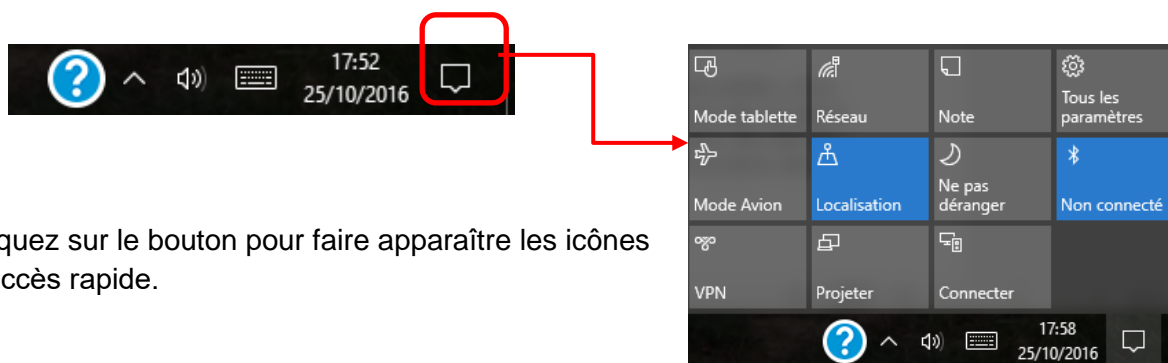 17:52
25/10/2016
quez sur le bouton pour faire apparaître les icônes
ccès rapide.
Mode tablette
Réseau
Note
Tous les
paramètres
Mode Avion
Localisation
Ne pas
déranger
Non connecté
VPN
Projeter
Connecter
17:58
25/10/2016